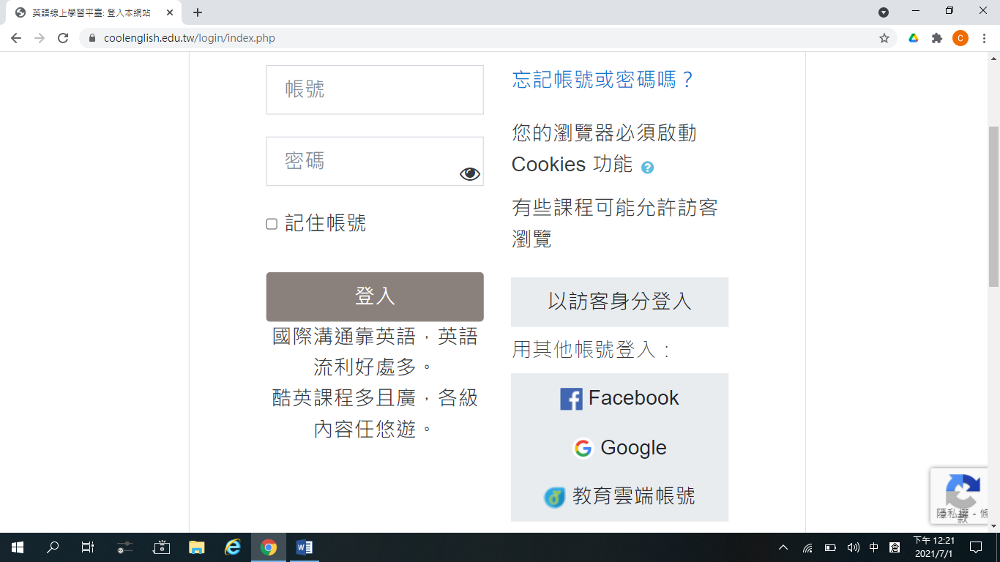 英語線上學習平臺: 登入本網站
coolenglish.edu.tw/login/index.php
C
帳號
密碼
記住帳號
登入
國際溝通靠英語，英語
流利好處多。
酷英課程多且廣，各級
內容任悠遊。
忘記帳號或密碼嗎？
您的瀏覽器必須啟動
Cookies 功能
有些課程可能允許訪客
瀏覽
以訪客身分登入
用其他帳號登入：
Facebook
Google
教育雲端帳號
隱私權 - 條
款
中
倉
下午 12:21
2021/7/1